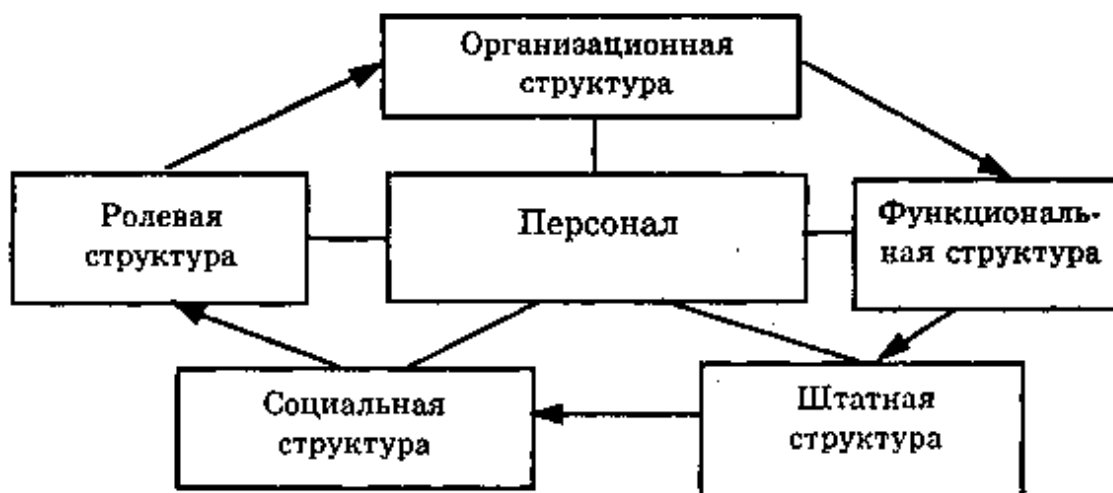 Организационная
структура
Ролевая
структура
Персонал
Функциональ-
ная структура
Социальная
структура
Штатная
структура